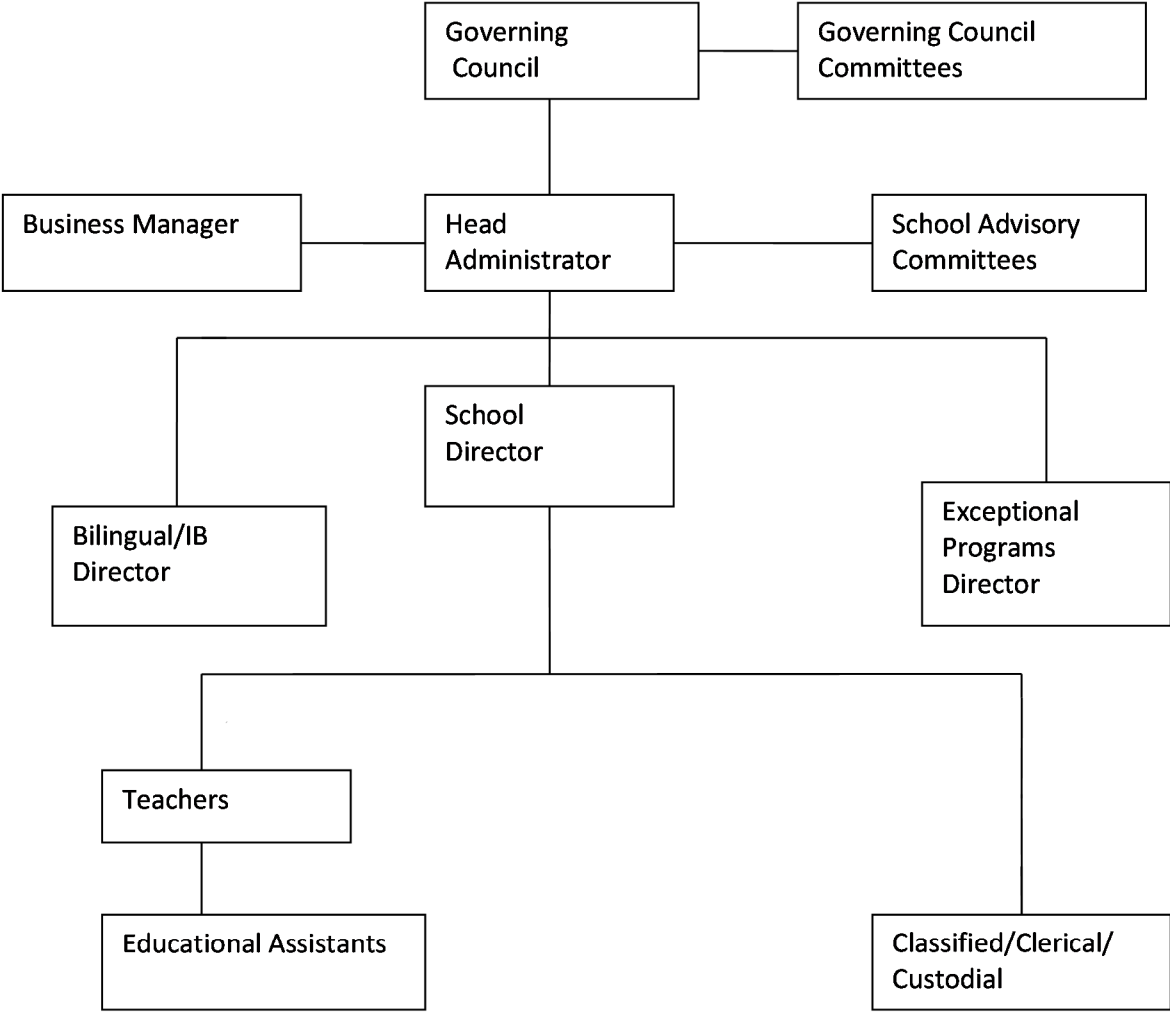 Governing
Council
Governing Council
Committees
Business Manager
Head
Administrator
School Advisory
Committees
School
Director
Bilingual/IB
Director
Exceptional
Programs
Director
Teachers
Educational Assistants
Classified/Clerical/
Custodial